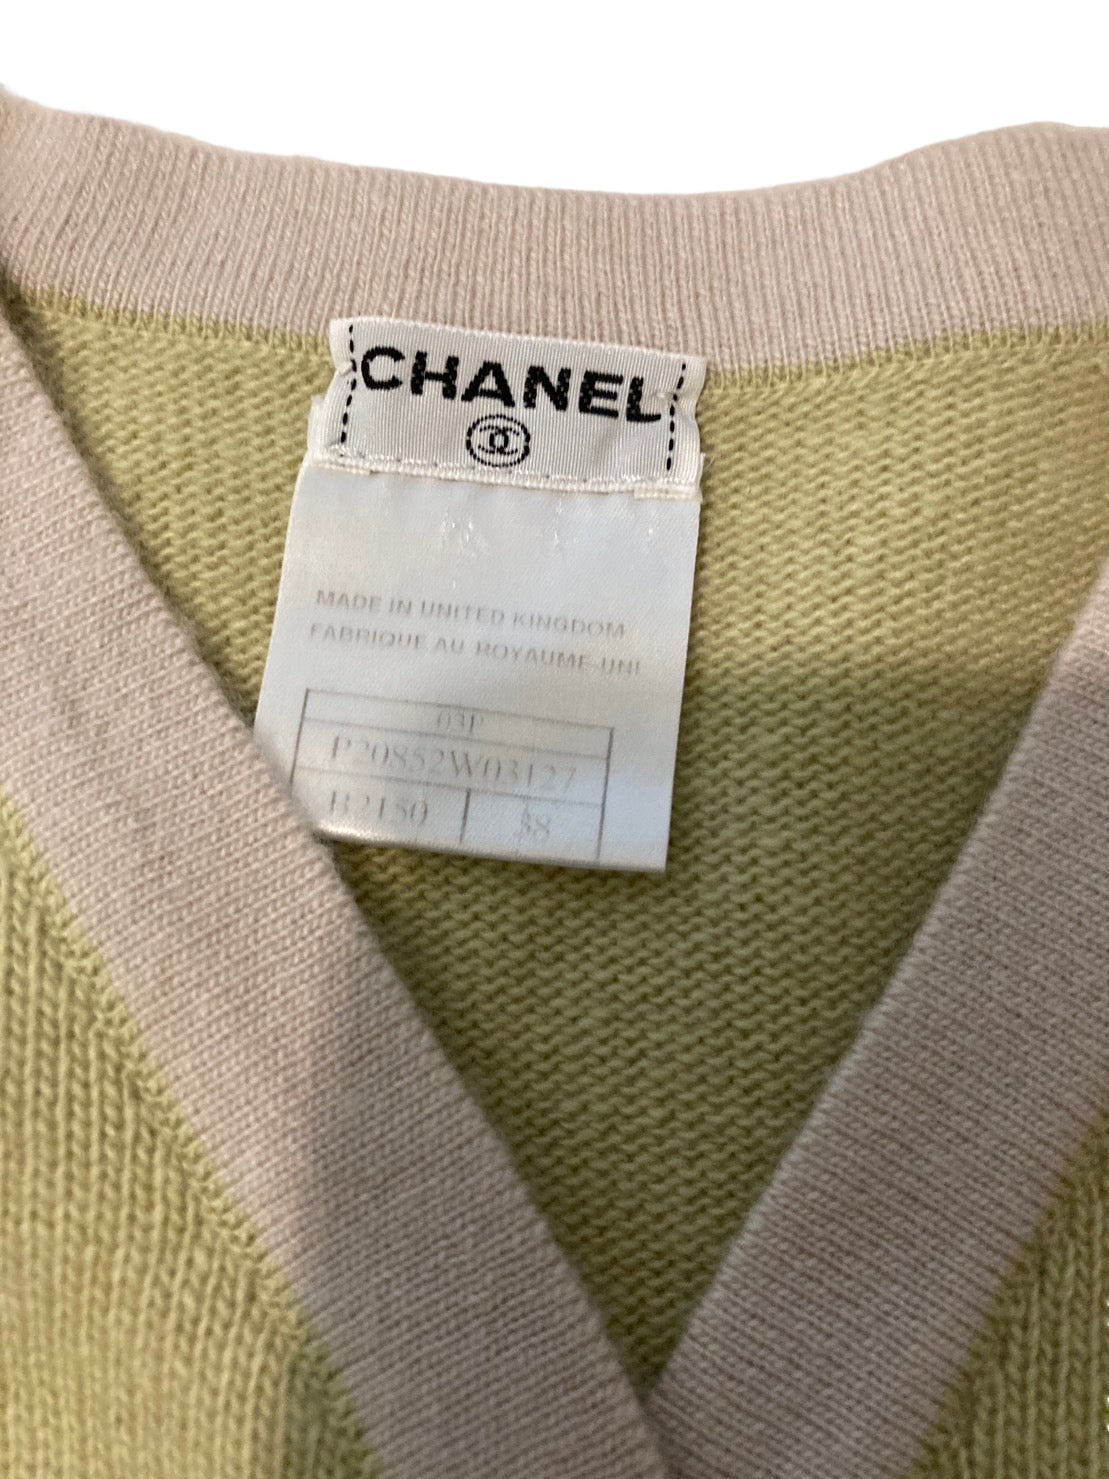 CHANEL
MADE IN UNITED KINGDOM
FABRIQUE AU ROYAUME-UNI
03P
P20852W03127
B2150 38